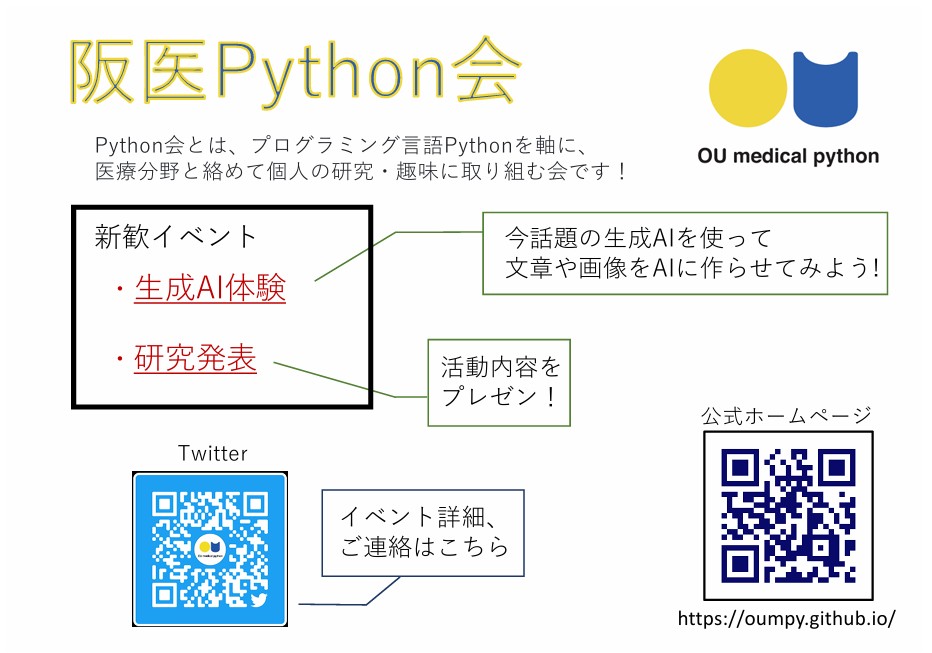 阪医Python会
OU medical python
Python会とは、プログラミング言語Pythonを軸に、
医療分野と絡めて個人の研究・趣味に取り組む会です！
新歓イベント
・生成AI体験
・研究発表
今話題の生成AIを使って
文章や画像をAIに作らせてみよう!
活動内容を
プレゼン！
Twitter
OU medical python
イベント詳細、
ご連絡はこちら
公式ホームページ
https://oumpy.github.io/